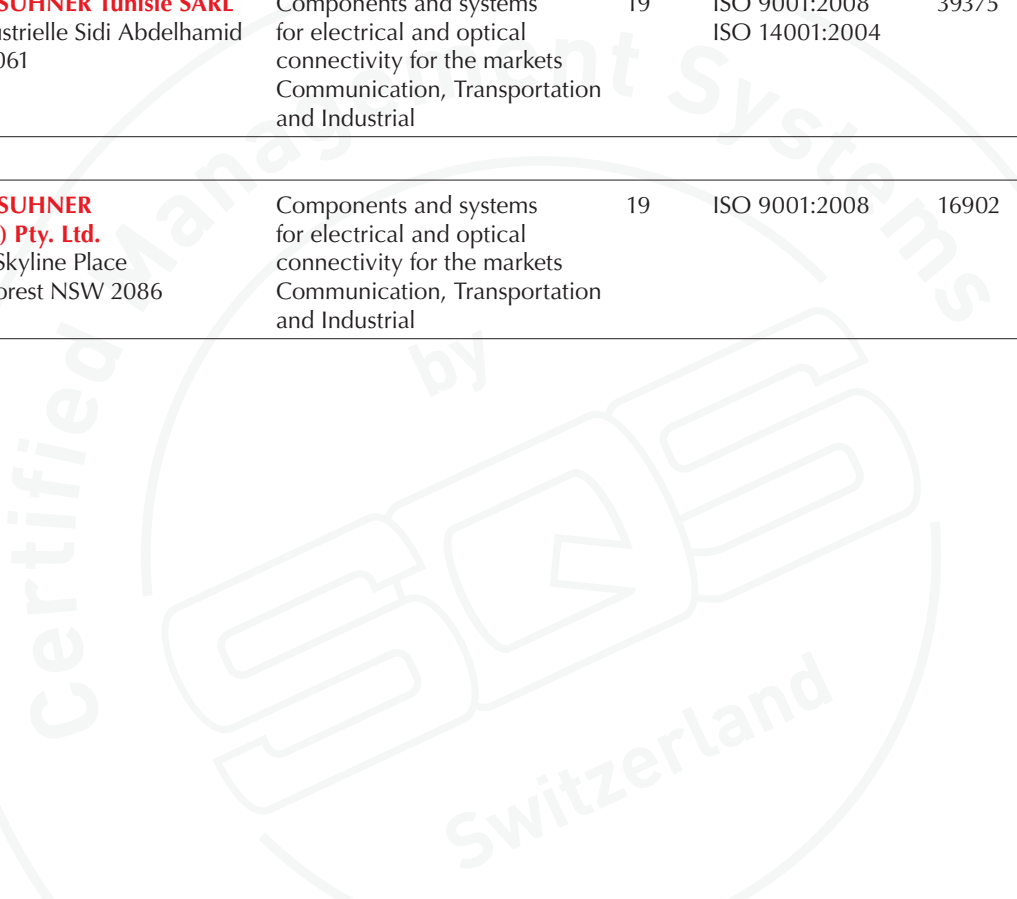 SUHNER Tunisie SARL Components and systems 19 ISO 9001:2008 39375
ustrielle Sidi Abdelhamid for electrical and optical ISO 14001:2004
061 connectivity for the markets
Communication, Transportation
and Industrial
SUHNER Components and systems 19 ISO 9001:2008 16902
) Pty. Ltd. for electrical and optical
Skyline Place connectivity for the markets
orest NSW 2086 Communication, Transportation
and Industrial
Certified Management Systems
by
SQS
Switzerland